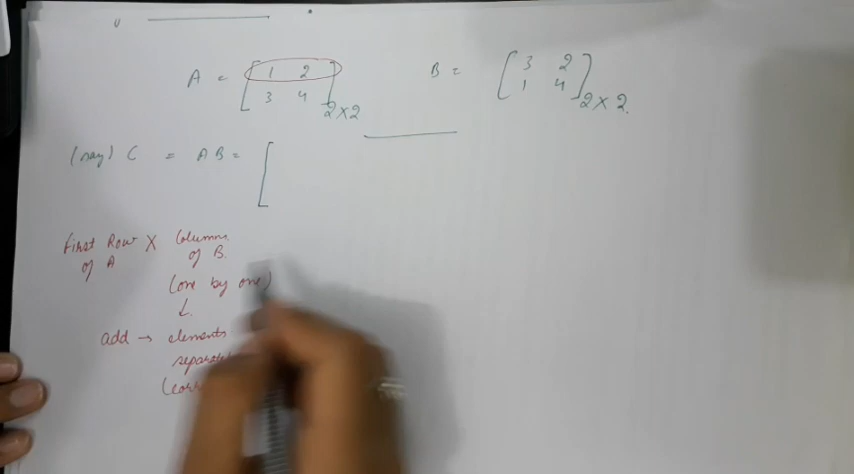 A = [ 1 2
3 4 ] 2×2
B = [ 3 2
1 4 ] 2×2.
(say) C = AB = [
First Row X Columns
of A of B.
(one by one)
↓
add → elements